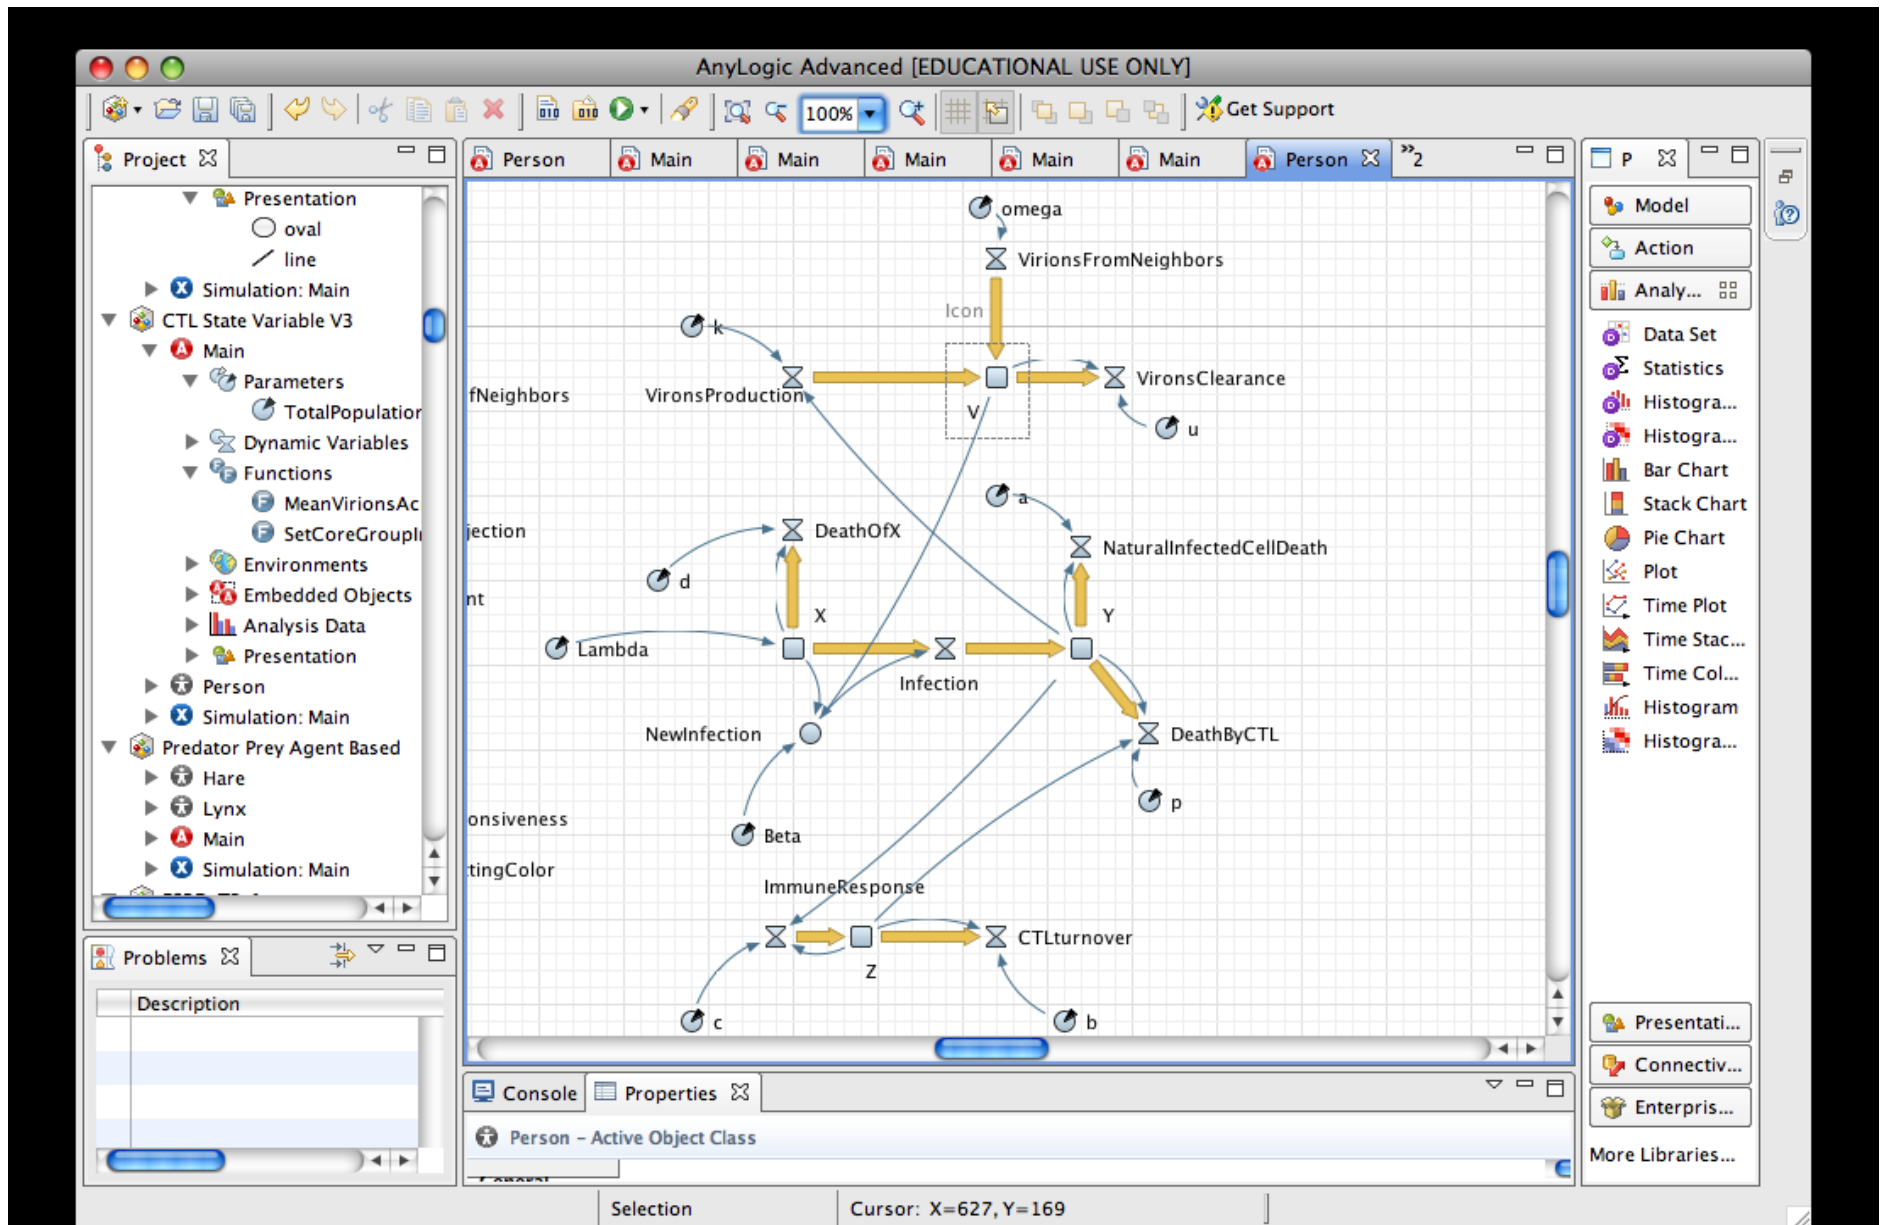 AnyLogic Advanced [EDUCATIONAL USE ONLY]
100%
Get Support
Project
Presentation
oval
line
Simulation: Main
CTL State Variable V3
Main
Parameters
TotalPopulation
Dynamic Variables
Functions
MeanVirionsAc
SetCoreGroupI
Environments
Embedded Objects
Analysis Data
Presentation
Person
Simulation: Main
Predator Prey Agent Based
Hare
Lynx
Main
Simulation: Main
Problems
Description
Person
Main
Main
Main
Main
Main
Person
»2
omega
VirionsFromNeighbors
Icon
k
fNeighbors
VironsProduction
VironsClearance
V
u
a
jection
DeathOfX
NaturalInfectedCellDeath
d
nt
X
Y
Lambda
Infection
NewInfection
DeathByCTL
p
onsiveness
Beta
tingColor
ImmuneResponse
CTLturnover
Z
c
b
Console
Properties
Person - Active Object Class
General
P
Model
Action
Analy...
Data Set
Statistics
Histogra...
Histogra...
Bar Chart
Stack Chart
Pie Chart
Plot
Time Plot
Time Stac...
Time Col...
Histogram
Histogra...
Presentati...
Connectiv...
Enterpris...
More Libraries...
Selection
Cursor: X=627, Y=169